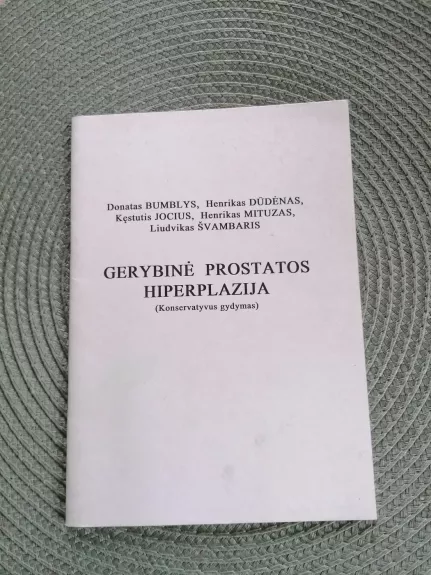 Donatas BUMBLYS, Henrikas DŪDĖNAS,
Kęstutis JOCIUS, Henrikas MITUZAS,
Liudvikas ŠVAMBARIS
GERYBINĖ PROSTATOS
HIPERPLAZIJA
(Konservatyvus gydymas)